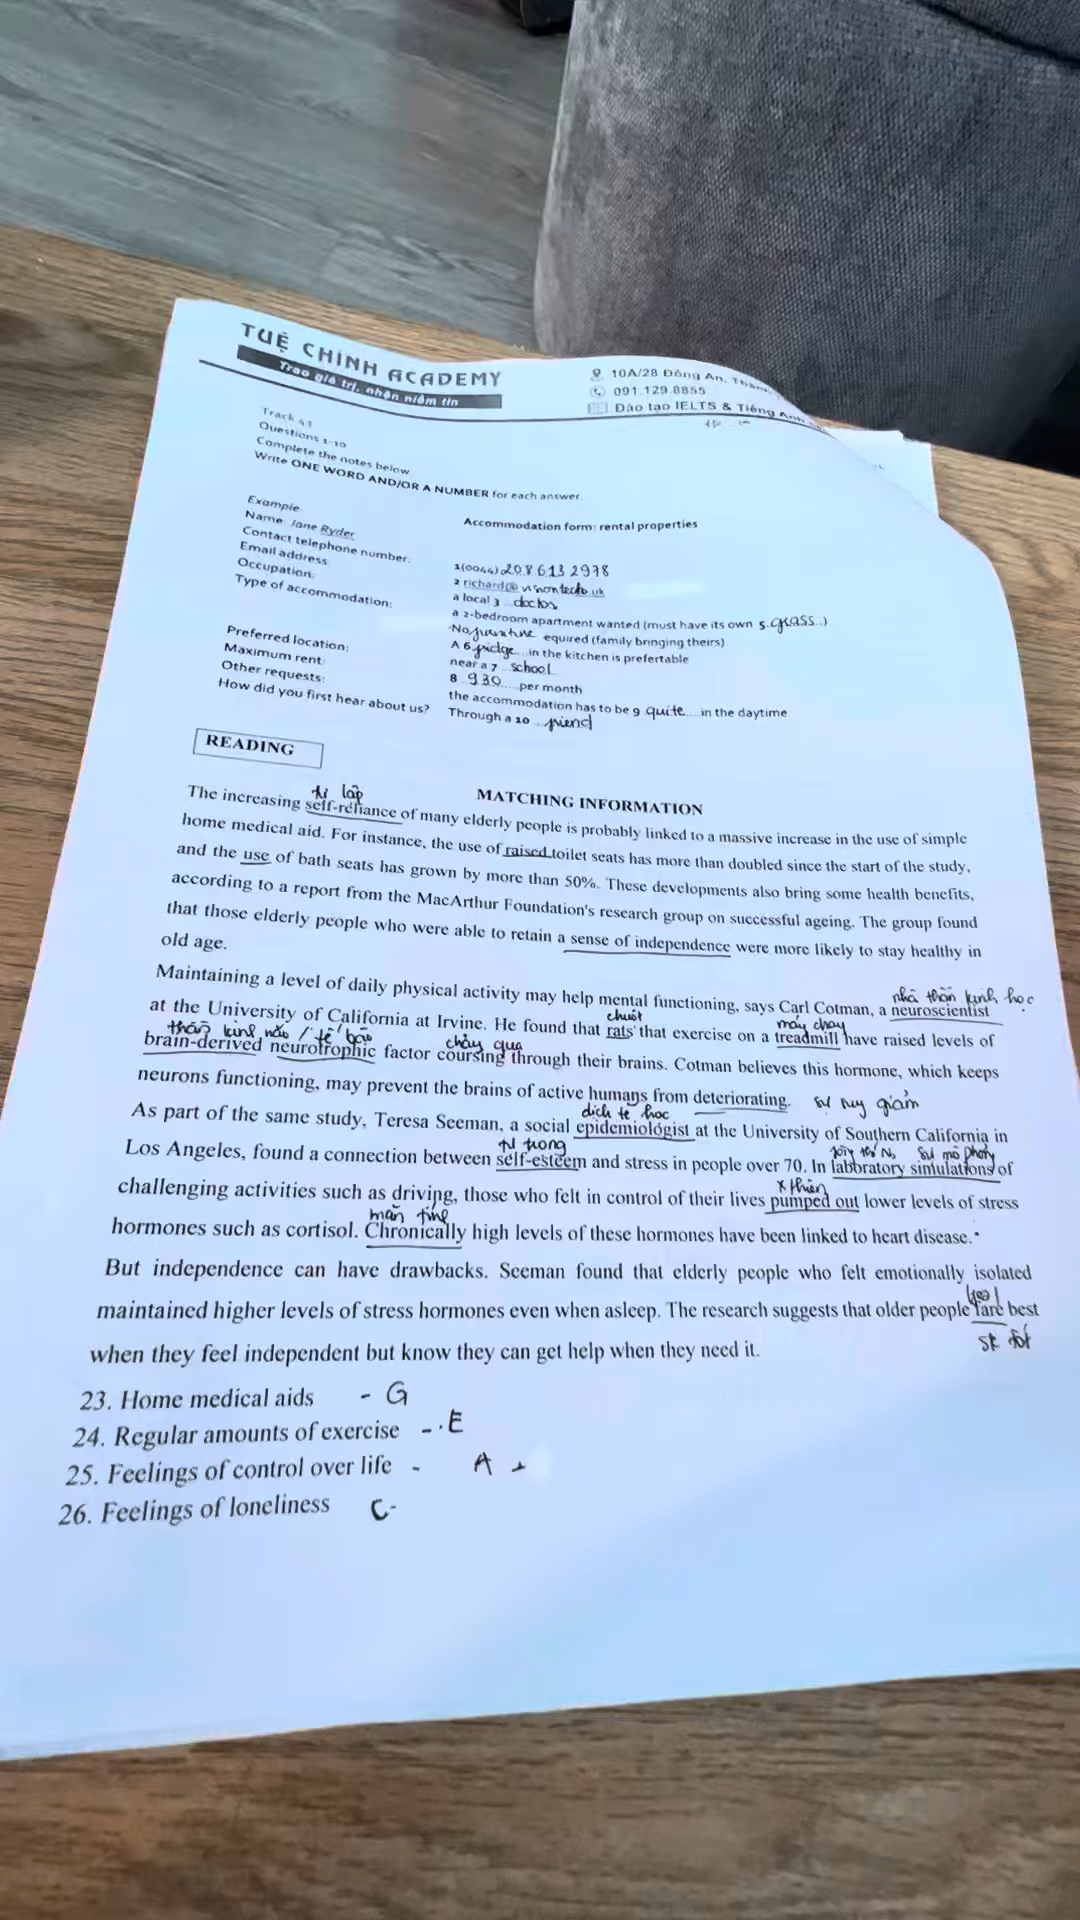 TUỆ CHÍNH ACADEMY
Trao giá trị, nhận niềm tin
10A/28 Đông An,
091.129.8855
Đào tạo IELTS & Tiếng Anh
Track 41
Questions 1-10
Complete the notes below
Write ONE WORD AND/OR A NUMBER for each answer.
Accommodation form: rental properties
Example
Name Jane Ryder
Contact telephone number: 1(0044) 208 613 2978
Email address 2 richard@visiontech.uk
Occupation: a local 3 doctor
Type of accommodation: a 2-bedroom apartment wanted (must have its own 5.grass..)
No equired (family bringing theirs)
A 6 fridge....in the kitchen is prefertable
Preferred location: near a 7 school
Maximum rent: 8 930.....per month
Other requests: the accommodation has to be 9 quite....in the daytime
How did you first hear about us? Through a 10 ...friend
READING
MATCHING INFORMATION
tự lập
The increasing self-reliance of many elderly people is probably linked to a massive increase in the use of simple
home medical aid. For instance, the use of raised toilet seats has more than doubled since the start of the study,
and the use of bath seats has grown by more than 50%. These developments also bring some health benefits,
according to a report from the MacArthur Foundation's research group on successful ageing. The group found
that those elderly people who were able to retain a sense of independence were more likely to stay healthy in
old age.
nhà thần kinh học
Maintaining a level of daily physical activity may help mental functioning, says Carl Cotman, a neuroscientist
chuột máy chạy
at the University of California at Irvine. He found that rats that exercise on a treadmill have raised levels of
thần kinh não / tế bào chảy qua
brain-derived neurotrophic factor coursing through their brains. Cotman believes this hormone, which keeps
neurons functioning, may prevent the brains of active humans from deteriorating. sự suy giảm
dịch tễ học
As part of the same study, Teresa Seeman, a social epidemiologist at the University of Southern California in
tự trọng sự mô phỏng
Los Angeles, found a connection between self-esteem and stress in people over 70. In labbratory simulations of
challenging activities such as driving, those who felt in control of their lives pumped out lower levels of stress
mãn tính
hormones such as cortisol. Chronically high levels of these hormones have been linked to heart disease.
But independence can have drawbacks. Seeman found that elderly people who felt emotionally isolated
maintained higher levels of stress hormones even when asleep. The research suggests that older people fare best
sk tốt
when they feel independent but know they can get help when they need it.
23. Home medical aids - G
24. Regular amounts of exercise - E
25. Feelings of control over life - A
26. Feelings of loneliness C